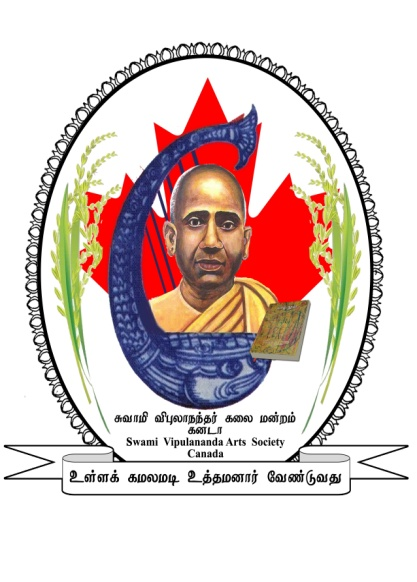 சுவாமி விபுலாநந்தர் கலை மன்றம்
கனடா
Swami Vipulananda Arts Society
Canada
உள்ளக் கமலமடி உத்தமனார் வேண்டுவது